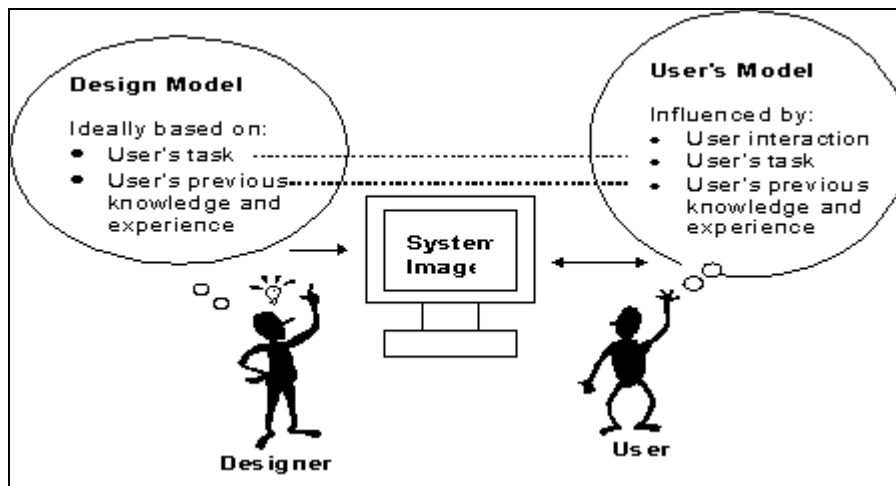 Design Model
Ideally based on:
• User's task
• User's previous
knowledge and
experience
User's Model
Influenced by:
• User interaction
• User's task
• User's previous
knowledge and
experience
System
Image
Designer
User